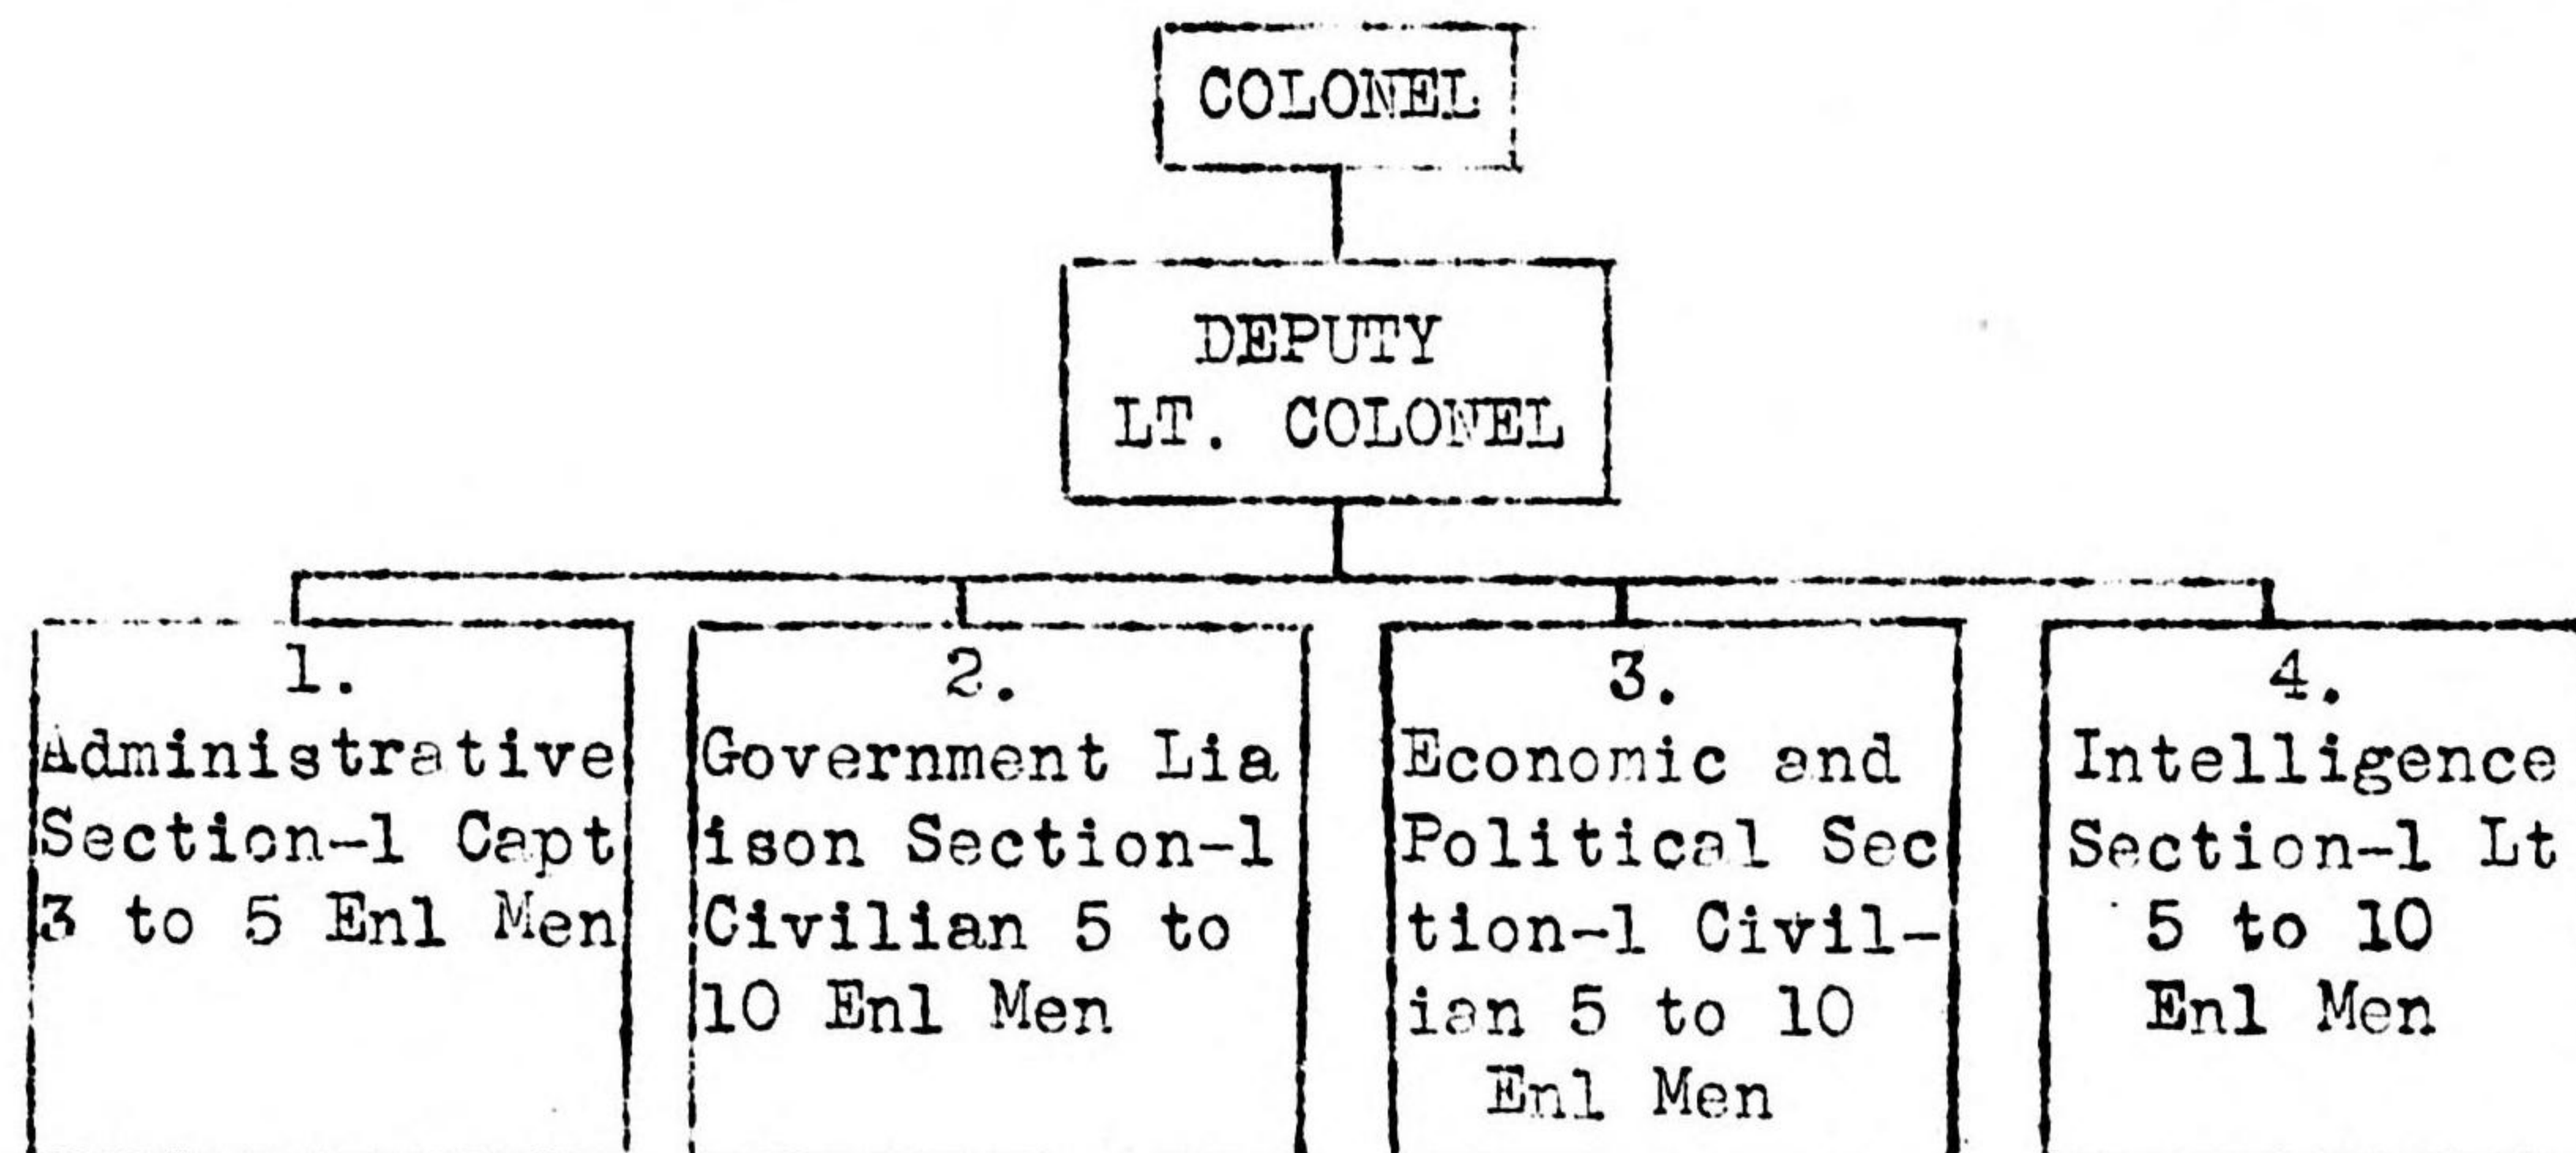 COLONEL
DEPUTY
LT. COLONEL
1.
Administrative
Section-1 Capt
3 to 5 Enl Men
2.
Government Lia
ison Section-1
Civilian 5 to
10 Enl Men
3.
Economic and
Political Sec
tion-1 Civil-
ian 5 to 10
Enl Men
4.
Intelligence
Section-1 Lt
5 to 10
Enl Men